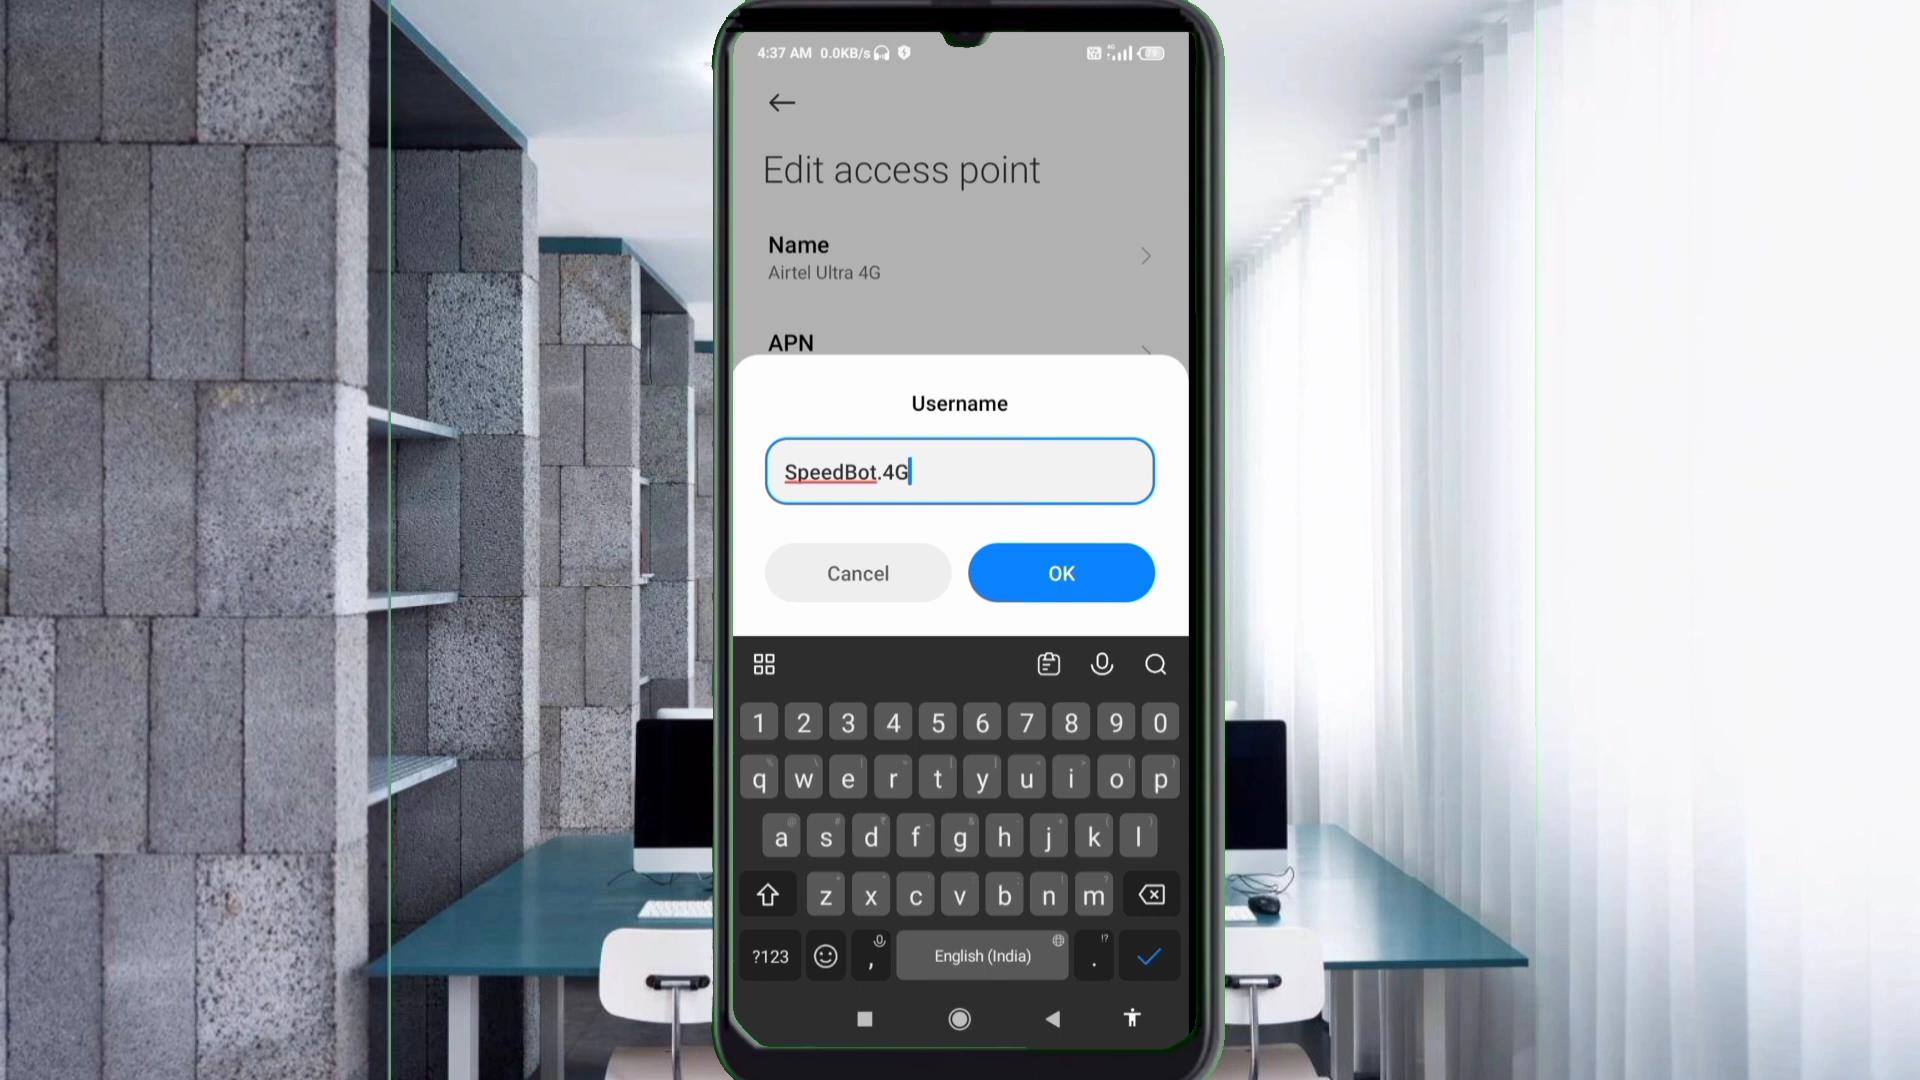 4:37 AM 0.0KB/s
Edit access point
Name
Airtel Ultra 4G
APN
Username
SpeedBot.4G
Cancel OK
1 2 3 4 5 6 7 8 9 0
q w e r t y u i o p
a s d f g h j k l
z x c v b n m
?123 , English (India) .